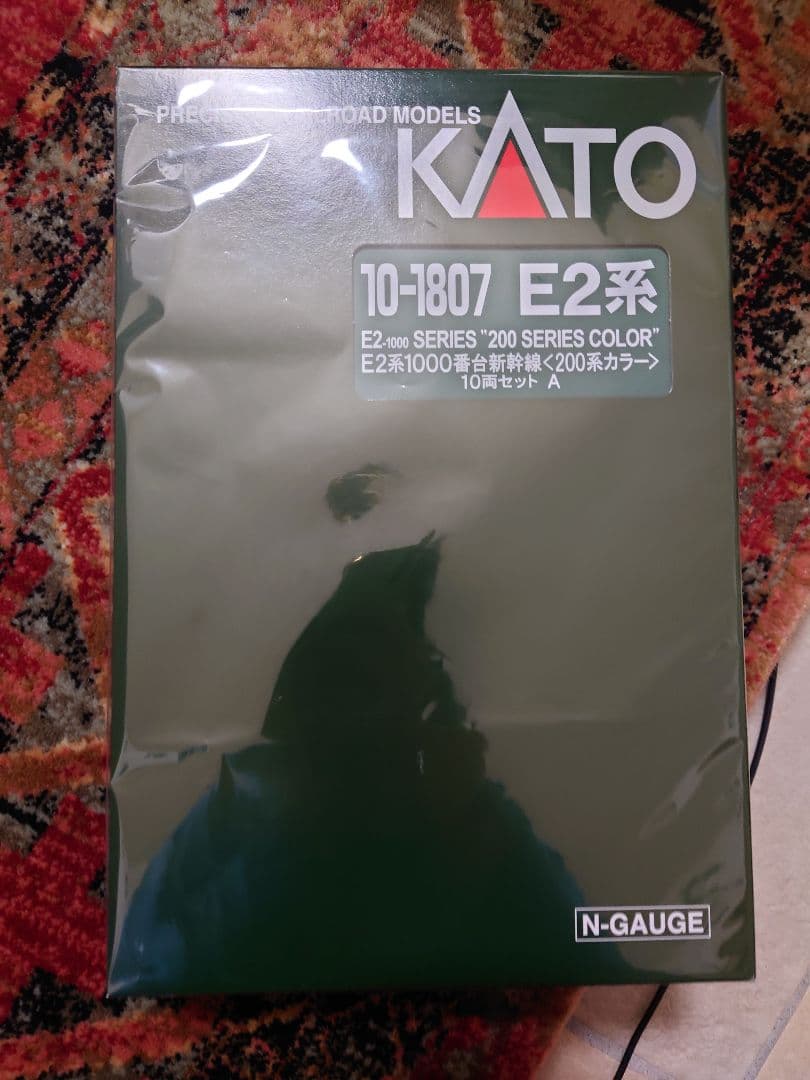 ROAD MODELS
KATO
10-1807 E2系
E2-1000 SERIES "200 SERIES COLOR"
E2系1000番台新幹線<200系カラー>
10両セット A
N-GAUGE